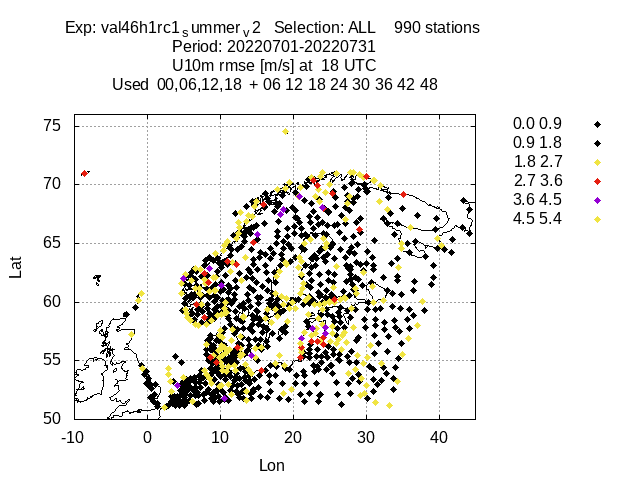 Exp: val46h1rc1summerv2 Selection: ALL 990 stations
Period: 20220701-20220731
U10m rmse [m/s] at 18 UTC
Used 00,06,12,18 + 06 12 18 24 30 36 42 48
0.0 0.9
0.9 1.8
1.8 2.7
2.7 3.6
3.6 4.5
4.5 5.4
75
70
65
60
55
50
Lat
-10 0 10 20 30 40
Lon